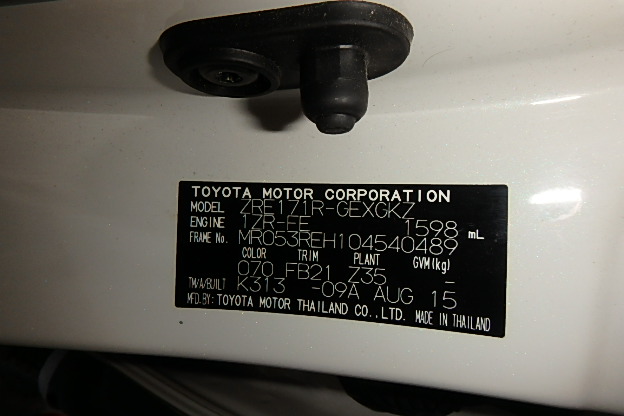 TOYOTA MOTOR CORPORATION
MODEL ZRE171R-GEXGKZ
ENGINE 1ZR-FE 1598 mL
FRAME No. MR053REH104540489
COLOR TRIM PLANT GVM(kg)
070 FB21 Z35 -
TM/A/BUILT K313 -09A AUG 15
MFD.BY: TOYOTA MOTOR THAILAND CO.,LTD. MADE IN THAILAND